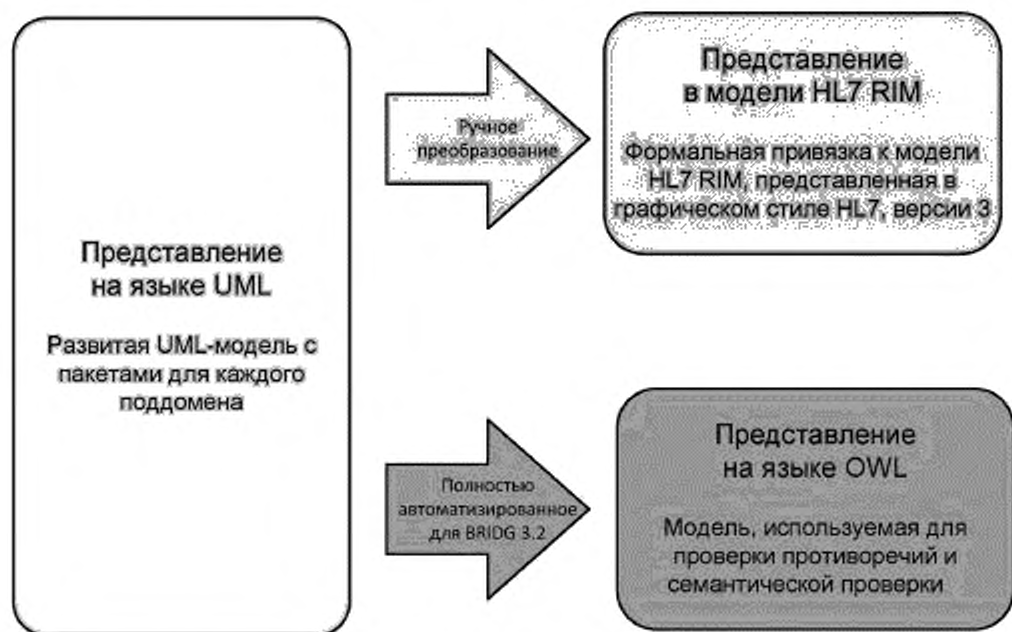 Представление
на языке UML
Развитая UML-модель с
пакетами для каждого
поддомена
Ручное
преобразование
Представление
в модели HL7 RIM
Формальная привязка к модели
HL7 RIM, представленная в
графическом стиле HL7, версии 3
Полностью
автоматизированное
для BRIDG 3.2
Представление
на языке OWL
Модель, используемая для
проверки противоречий и
семантической проверки